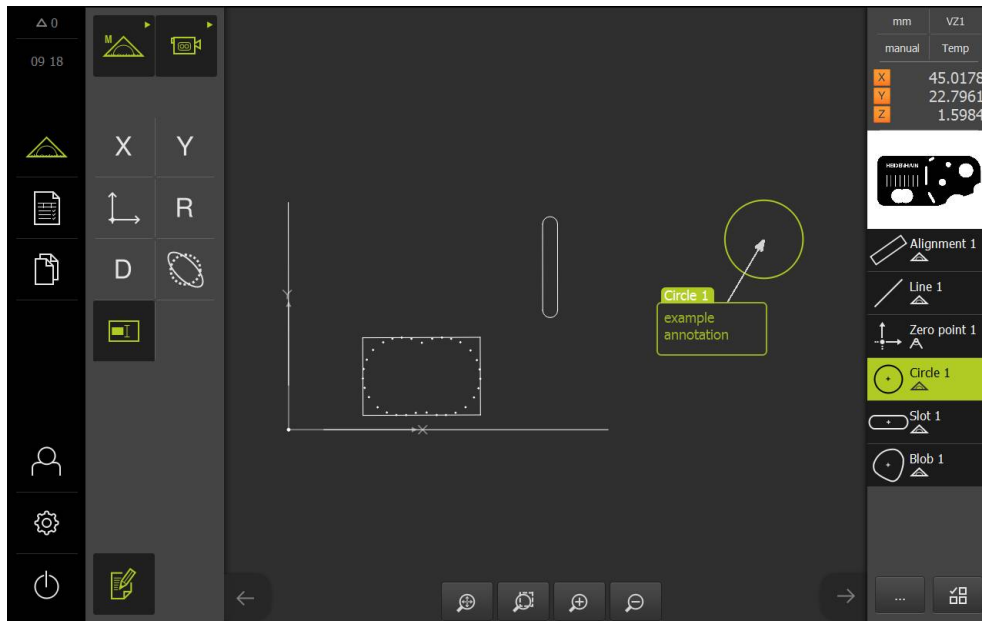 0
09 18
M
X
Y
R
D
Y
X
Circle 1
example
annotation
mm
VZ1
manual
Temp
X 45.0178
Y 22.7961
Z 1.5984
HEIDENHAIN
Alignment 1
Line 1
Zero point 1
Circle 1
Slot 1
Blob 1
...